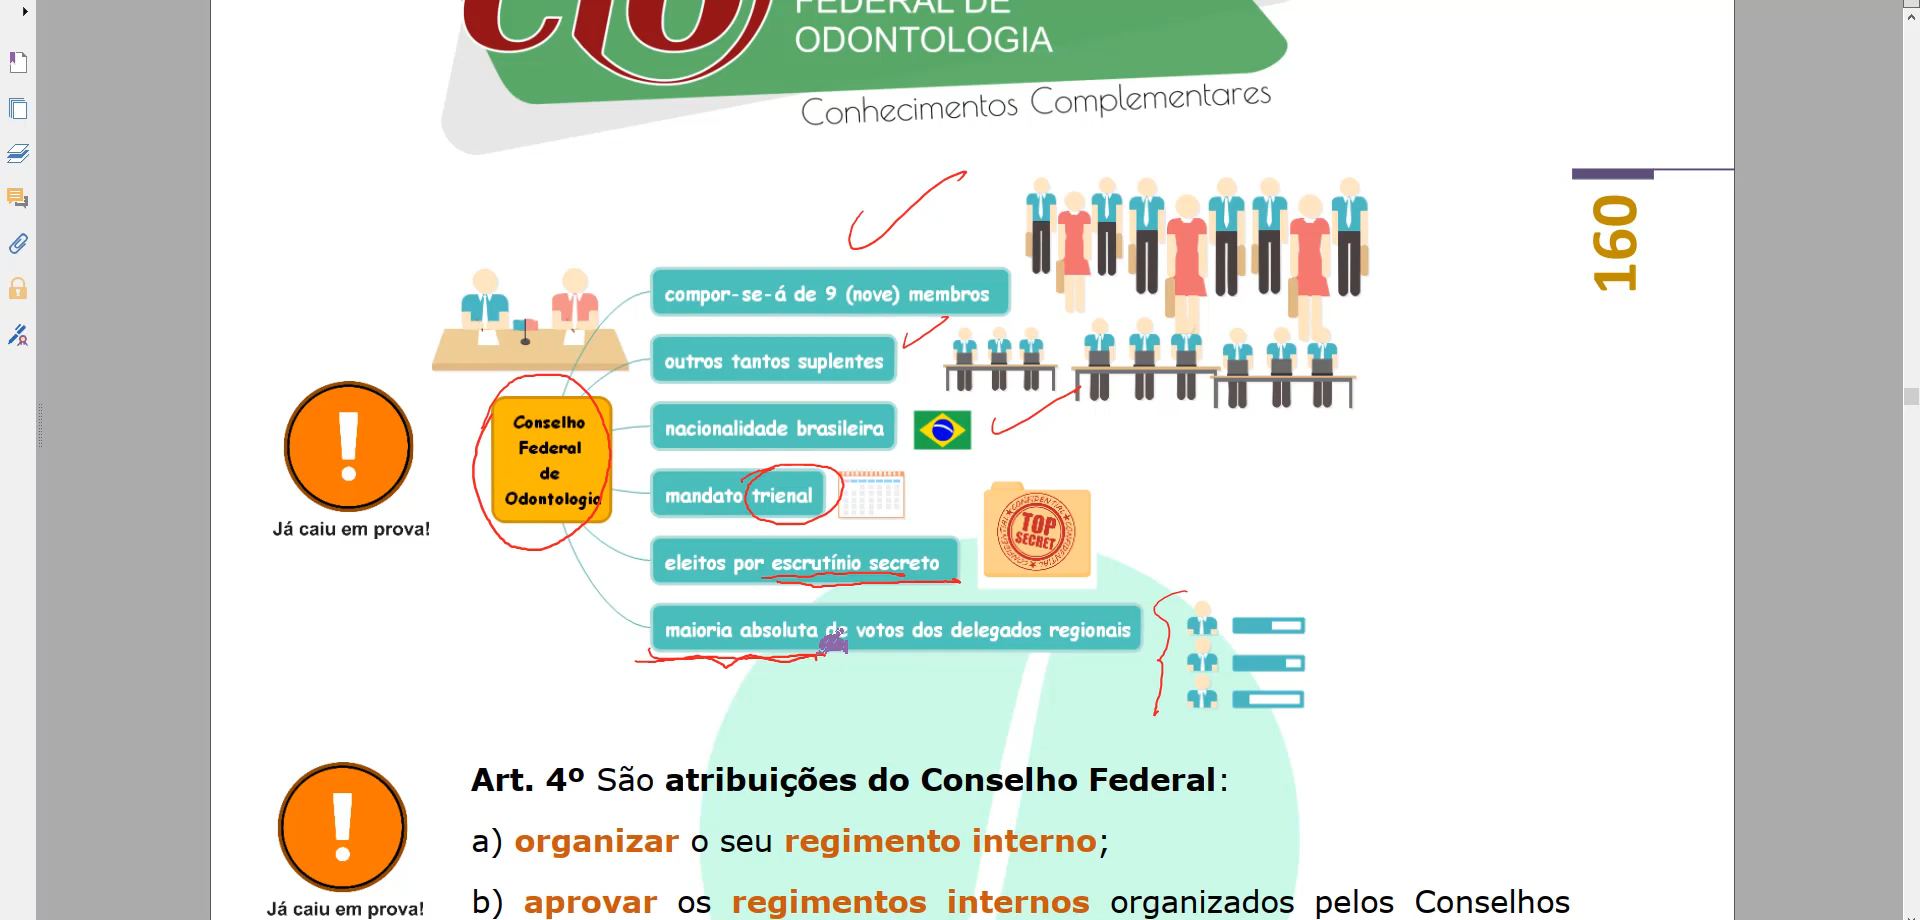 FEDERAL DE
ODONTOLOGIA
Conhecimentos Complementares
160
compor-se-á de 9 (nove) membros
outros tantos suplentes
nacionalidade brasileira
mandato trienal
eleitos por escrutínio secreto
maioria absoluta de votos dos delegados regionais
Conselho
Federal
de
Odontologia
Já caiu em prova!
CONFIDENTIAL
TOP
SECRET
CONFIDENTIAL
Art. 4º São atribuições do Conselho Federal:
a) organizar o seu regimento interno;
b) aprovar os regimentos internos organizados pelos Conselhos
Já caiu em prova!